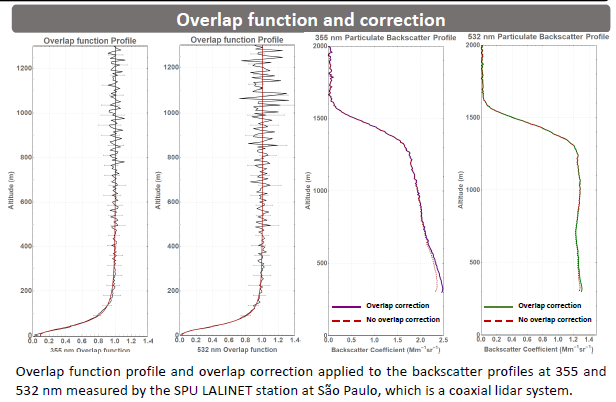 Overlap function and correction
Overlap function Profile
Altitude (m)
1200
1000
800
600
400
200
0
0.0 0.2 0.4 0.6 0.8 1.0 1.2 1.4
355 nm Overlap function
Overlap function Profile
Altitude (m)
1200
1000
800
600
400
200
0
0.0 0.2 0.4 0.6 0.8 1.0 1.2 1.4
532 nm Overlap function
355 nm Particulate Backscatter Profile
Altitude (m)
2000
1500
1000
500
0
Overlap correction
No overlap correction
0.0 0.5 1.0 1.5 2.0 2.5
Backscatter Coefficient (Mm⁻¹sr⁻¹)
532 nm Particulate Backscatter Profile
Altitude (m)
2000
1500
1000
500
0
Overlap correction
No overlap correction
0.0 0.2 0.4 0.6 0.8 1.0 1.2 1.4
Backscatter Coefficient (Mm⁻¹sr⁻¹)
Overlap function profile and overlap correction applied to the backscatter profiles at 355 and
532 nm measured by the SPU LALINET station at São Paulo, which is a coaxial lidar system.